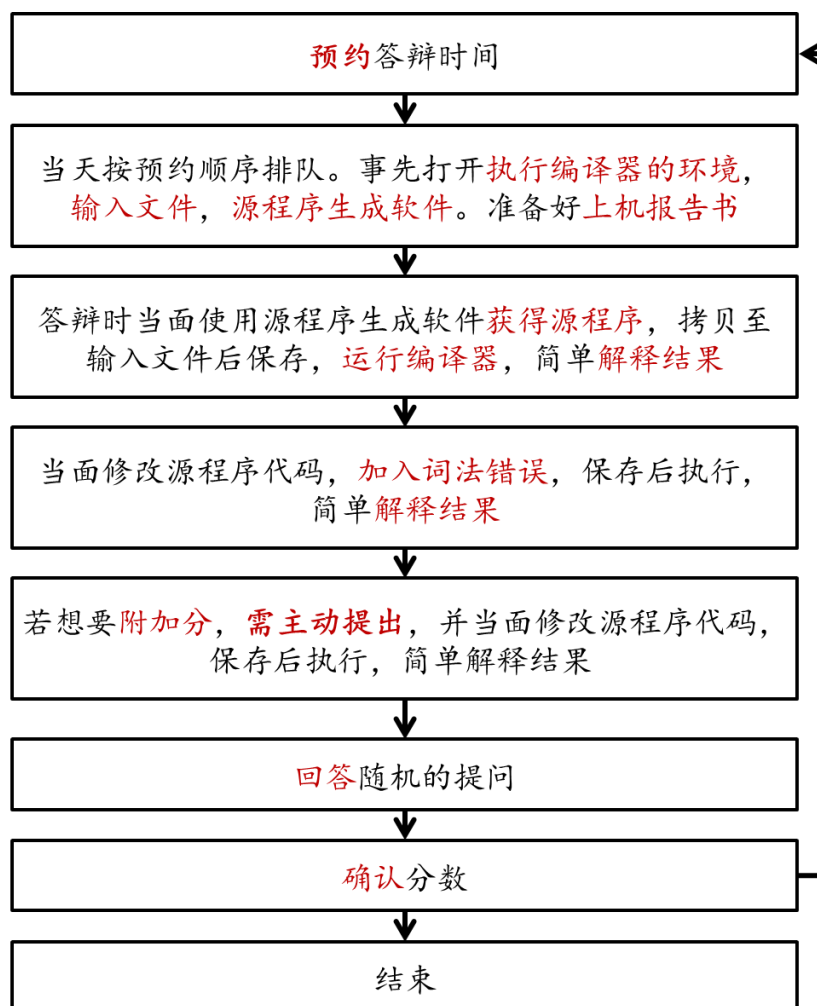 预约答辩时间
当天按预约顺序排队。事先打开执行编译器的环境，
输入文件，源程序生成软件。准备好上机报告书
答辩时当面使用源程序生成软件获得源程序，拷贝至
输入文件后保存，运行编译器，简单解释结果
当面修改源程序代码，加入词法错误，保存后执行，
简单解释结果
若想要附加分，需主动提出，并当面修改源程序代码，
保存后执行，简单解释结果
回答随机的提问
确认分数
结束